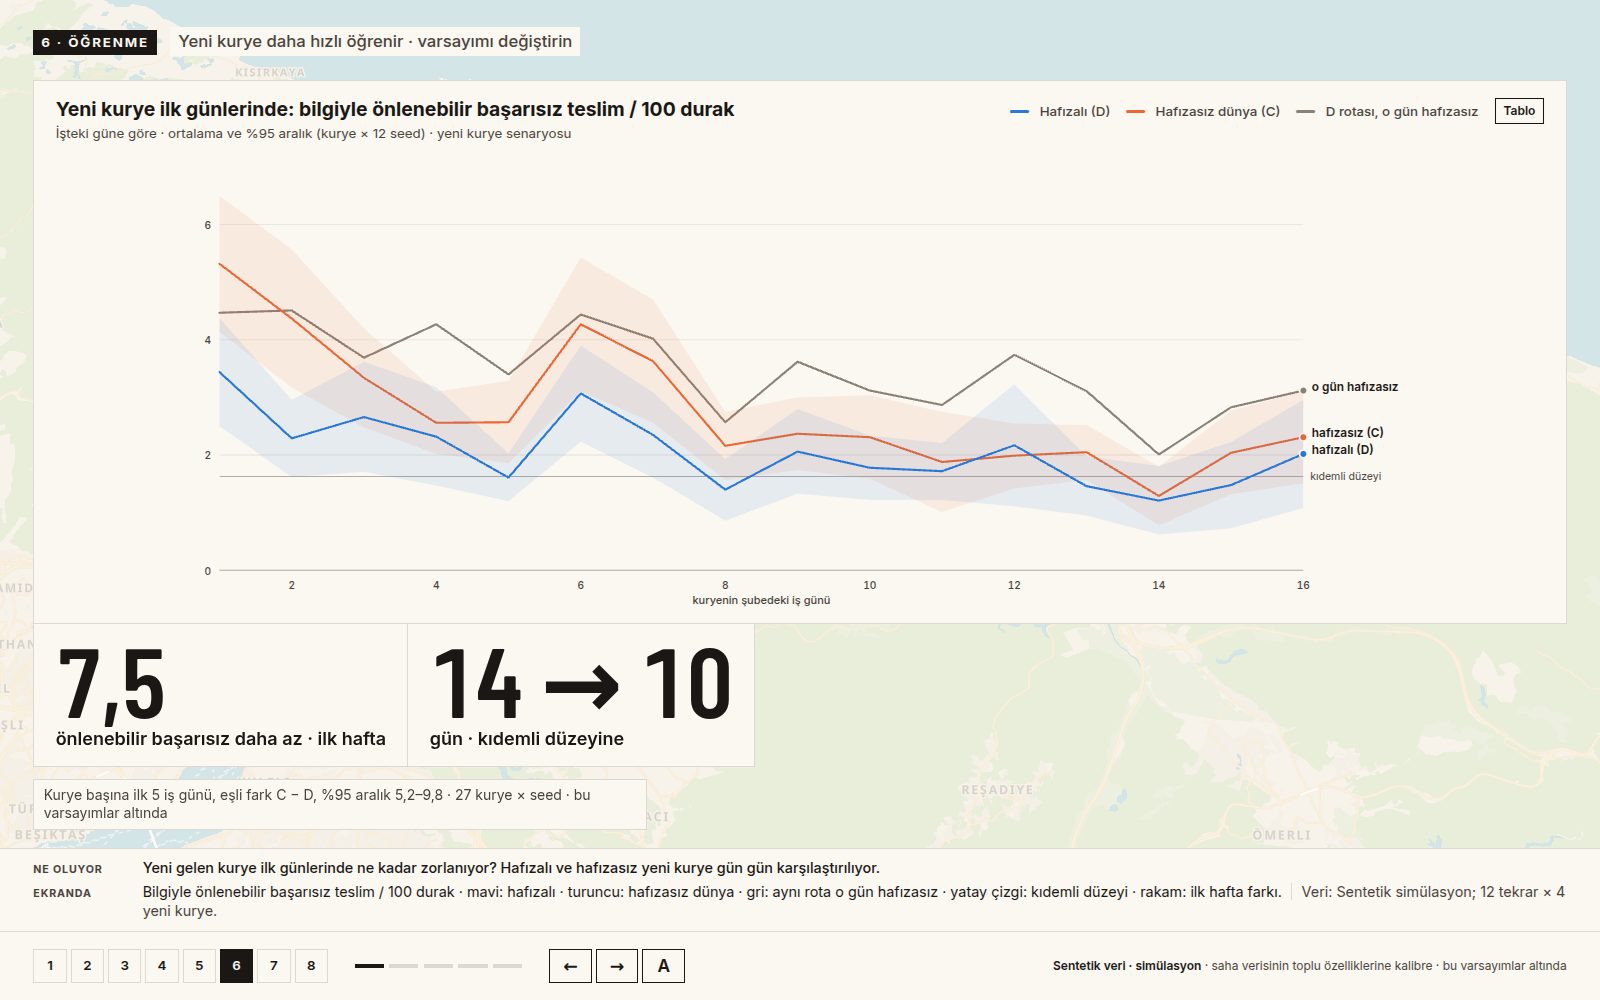 6 · ÖĞRENME
Yeni kurye daha hızlı öğrenir · varsayımı değiştirin
KISIRKAYA
Yeni kurye ilk günlerinde: bilgiyle önlenebilir başarısız teslim / 100 durak
İşteki güne göre · ortalama ve %95 aralık (kurye × 12 seed) · yeni kurye senaryosu
Hafızalı (D)
Hafızasız dünya (C)
D rotası, o gün hafızasız
Tablo
6
4
2
0
o gün hafızasız
hafızasız (C)
hafızalı (D)
kıdemli düzeyi
2
4
6
8
10
12
14
16
kuryenin şubedeki iş günü
7,5
önlenebilir başarısız daha az · ilk hafta
14 → 10
gün · kıdemli düzeyine
Kurye başına ilk 5 iş günü, eşli fark C − D, %95 aralık 5,2–9,8 · 27 kurye × seed · bu
varsayımlar altında
REŞADİYE
BEŞİKTAŞ
ÖMERLI
NE OLUYOR
Yeni gelen kurye ilk günlerinde ne kadar zorlanıyor? Hafızalı ve hafızasız yeni kurye gün gün karşılaştırılıyor.
EKRANDA
Bilgiyle önlenebilir başarısız teslim / 100 durak · mavi: hafızalı · turuncu: hafızasız dünya · gri: aynı rota o gün hafızasız · yatay çizgi: kıdemli düzeyi · rakam: ilk hafta farkı. Veri: Sentetik simülasyon; 12 tekrar × 4
yeni kurye.
1 2 3 4 5 6 7 8
← → A
Sentetik veri · simülasyon · saha verisinin toplu özelliklerine kalibre · bu varsayımlar altında